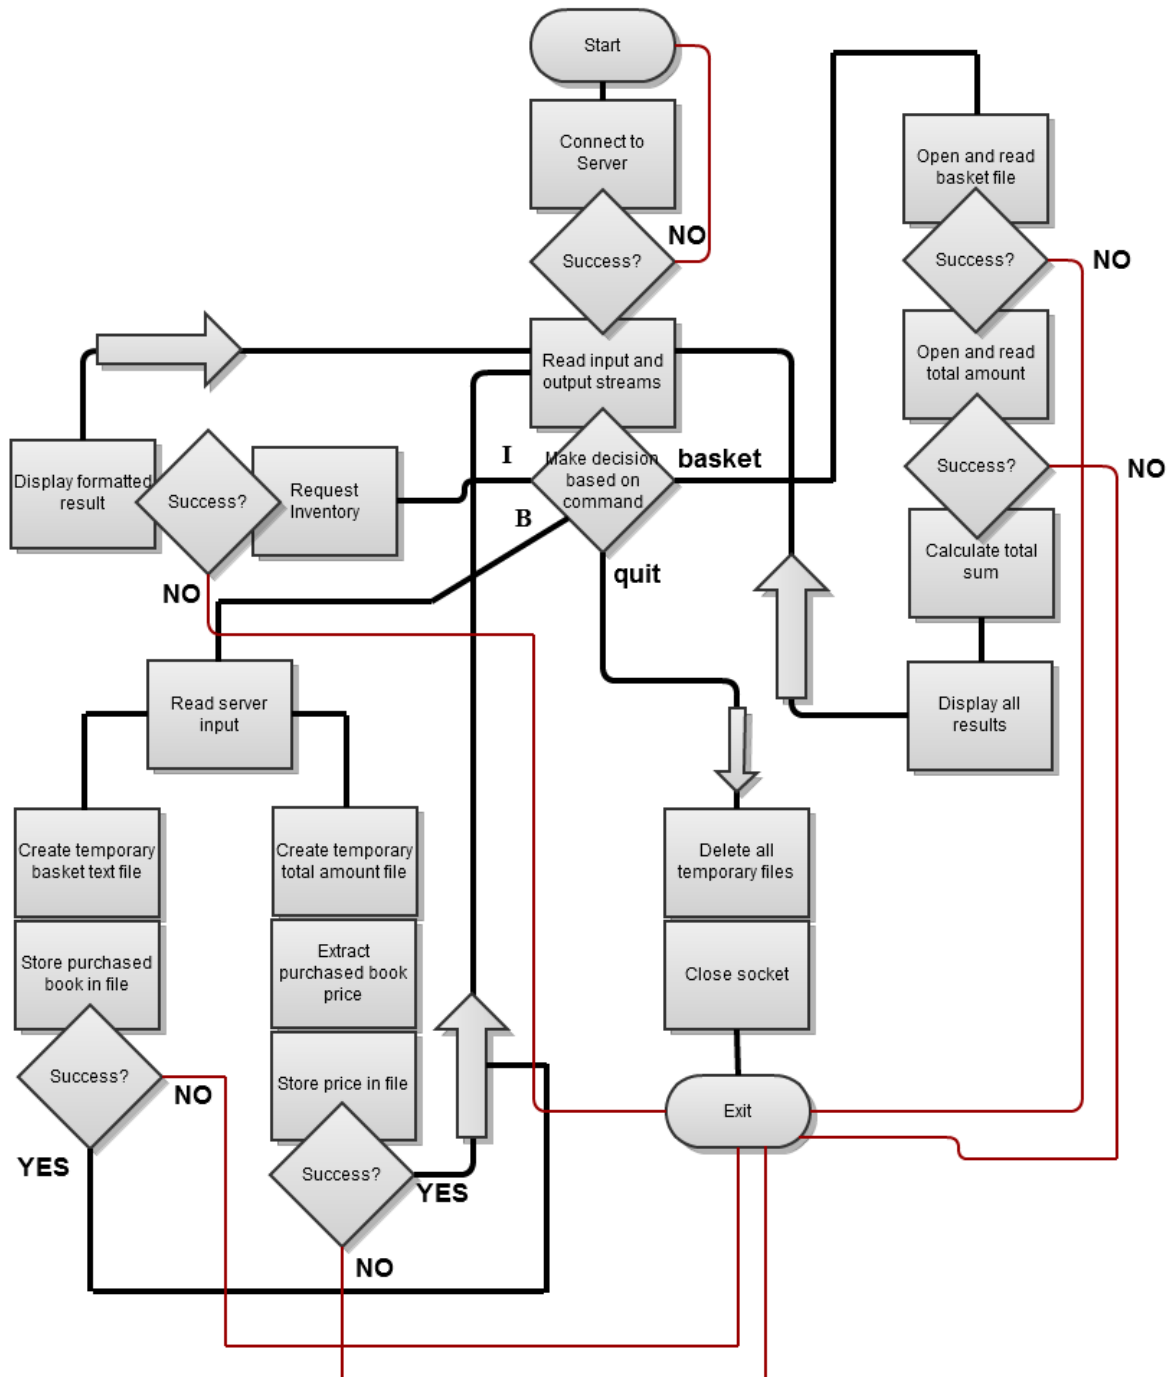 Start
Connect to
Server
NO
Success?
Open and read
basket file
Success?
NO
Read input and
output streams
Open and read
total amount
I
Make decision
based on
command
basket
Success?
NO
Display formatted
result
Success?
Request
Inventory
B
quit
NO
Calculate total
sum
Read server
input
Display all
results
Create temporary
basket text file
Create temporary
total amount file
Delete all
temporary files
Store purchased
book in file
Extract
purchased book
price
Close socket
Success?
NO
Store price in file
Exit
YES
Success?
YES
NO